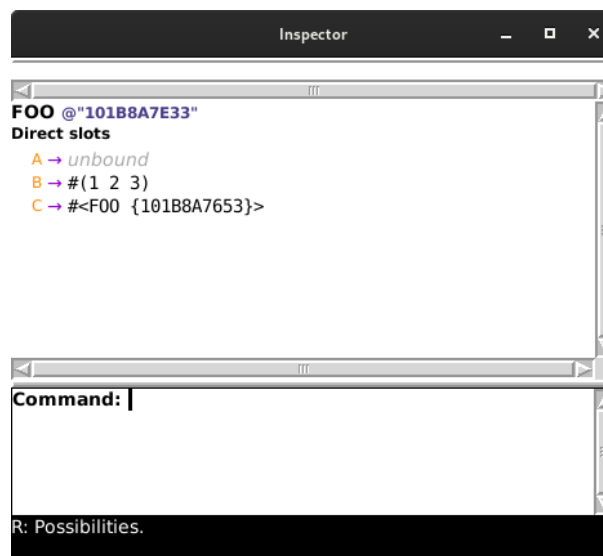 Inspector
FOO @"101B8A7E33"
Direct slots
A → unbound
B → #(1 2 3)
C → #<FOO {101B8A7653}>
Command:
R: Possibilities.